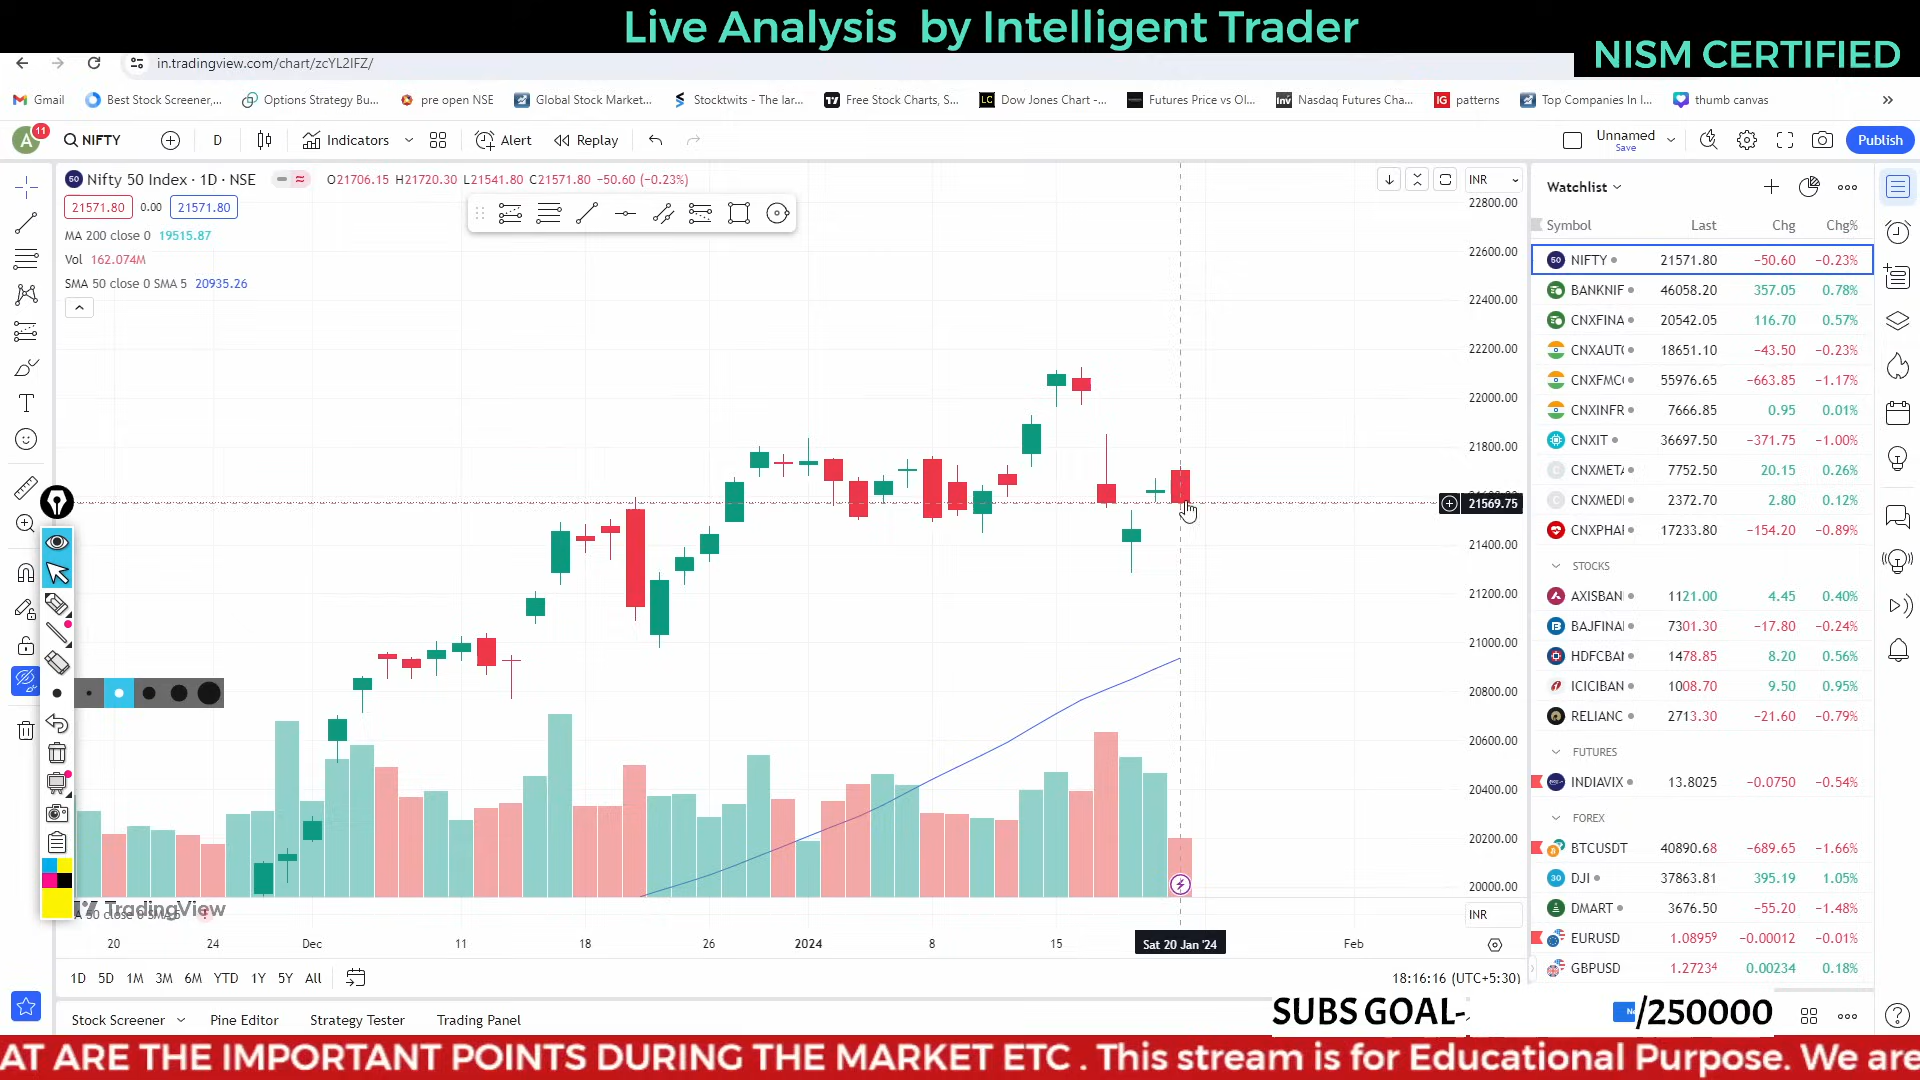 Live Analysis by Intelligent Trader
NISM CERTIFIED
in.tradingview.com/chart/zcYL2IFZ/
Gmail
Best Stock Screener,...
Options Strategy Bu...
pre open NSE
Global Stock Market...
Stocktwits - The lar...
Free Stock Charts, S...
Dow Jones Chart -...
Futures Price vs Ol...
Nasdaq Futures Cha...
IG patterns
Top Companies In I...
thumb canvas
A 11 NIFTY D Indicators Alert Replay
Unnamed
Save
Publish
50 Nifty 50 Index · 1D · NSE O21706.15 H21720.30 L21541.80 C21571.80 −50.60 (−0.23%)
21571.80 0.00 21571.80
MA 200 close 0 19515.87
Vol 162.074M
SMA 50 close 0 SMA 5 20935.26
INR
22800.00
22600.00
22400.00
22200.00
22000.00
21800.00
21569.75
21400.00
21200.00
21000.00
20800.00
20600.00
20400.00
20200.00
20000.00
INR
TradingView
20 24 Dec 11 18 26 2024 8 15 Sat 20 Jan '24 Feb
1D 5D 1M 3M 6M YTD 1Y 5Y All
18:16:16 (UTC+5:30)
Stock Screener Pine Editor Strategy Tester Trading Panel
Watchlist
Symbol Last Chg Chg%
NIFTY 21571.80 −50.60 −0.23%
BANKNIF 46058.20 357.05 0.78%
CNXFINA 20542.05 116.70 0.57%
CNXAUT 18651.10 −43.50 −0.23%
CNXFMC 55976.65 −663.85 −1.17%
CNXINFR 7666.85 0.95 0.01%
CNXIT 36697.50 −371.75 −1.00%
CNXMETA 7752.50 20.15 0.26%
CNXMEDI 2372.70 2.80 0.12%
CNXPHAI 17233.80 −154.20 −0.89%
STOCKS
AXISBAN 1121.00 4.45 0.40%
BAJFINA 7301.30 −17.80 −0.24%
HDFCBA 1478.85 8.20 0.56%
ICICIBAN 1008.70 9.50 0.95%
RELIANC 2713.30 −21.60 −0.79%
FUTURES
INDIAVIX 13.8025 −0.0750 −0.54%
FOREX
BTCUSDT 40890.68 −689.65 −1.66%
DJI 37863.81 395.19 1.05%
DMART 3676.50 −55.20 −1.48%
EURUSD 1.08959 −0.00012 −0.01%
GBPUSD 1.27234 0.00234 0.18%
SUBS GOAL- /250000
AT ARE THE IMPORTANT POINTS DURING THE MARKET ETC . This stream is for Educational Purpose. We are